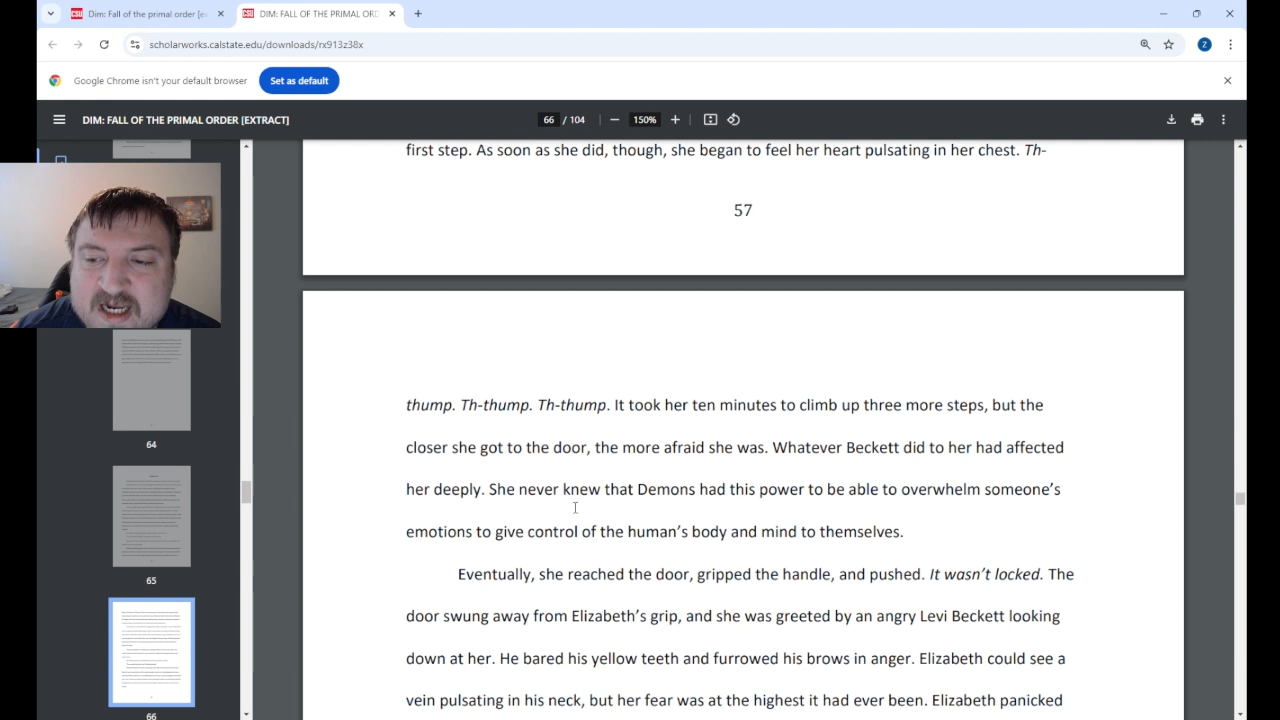 Dim: Fall of the primal order [ex
DIM: FALL OF THE PRIMAL ORD
scholarworks.calstate.edu/downloads/rx913z38x
Z
Google Chrome isn't your default browser
Set as default
DIM: FALL OF THE PRIMAL ORDER [EXTRACT]
66 / 104
150%
first step. As soon as she did, though, she began to feel her heart pulsating in her chest. Th-
57
thump. Th-thump. Th-thump. It took her ten minutes to climb up three more steps, but the
closer she got to the door, the more afraid she was. Whatever Beckett did to her had affected
her deeply. She never knew that Demons had this power to be able to overwhelm someone's
emotions to give control of the human's body and mind to themselves.
Eventually, she reached the door, gripped the handle, and pushed. It wasn't locked. The
door swung away from Elizabeth's grip, and she was greeted by an angry Levi Beckett looking
down at her. He bared his yellow teeth and furrowed his brows in anger. Elizabeth could see a
vein pulsating in his neck, but her fear was at the highest it had ever been. Elizabeth panicked
64
65
66